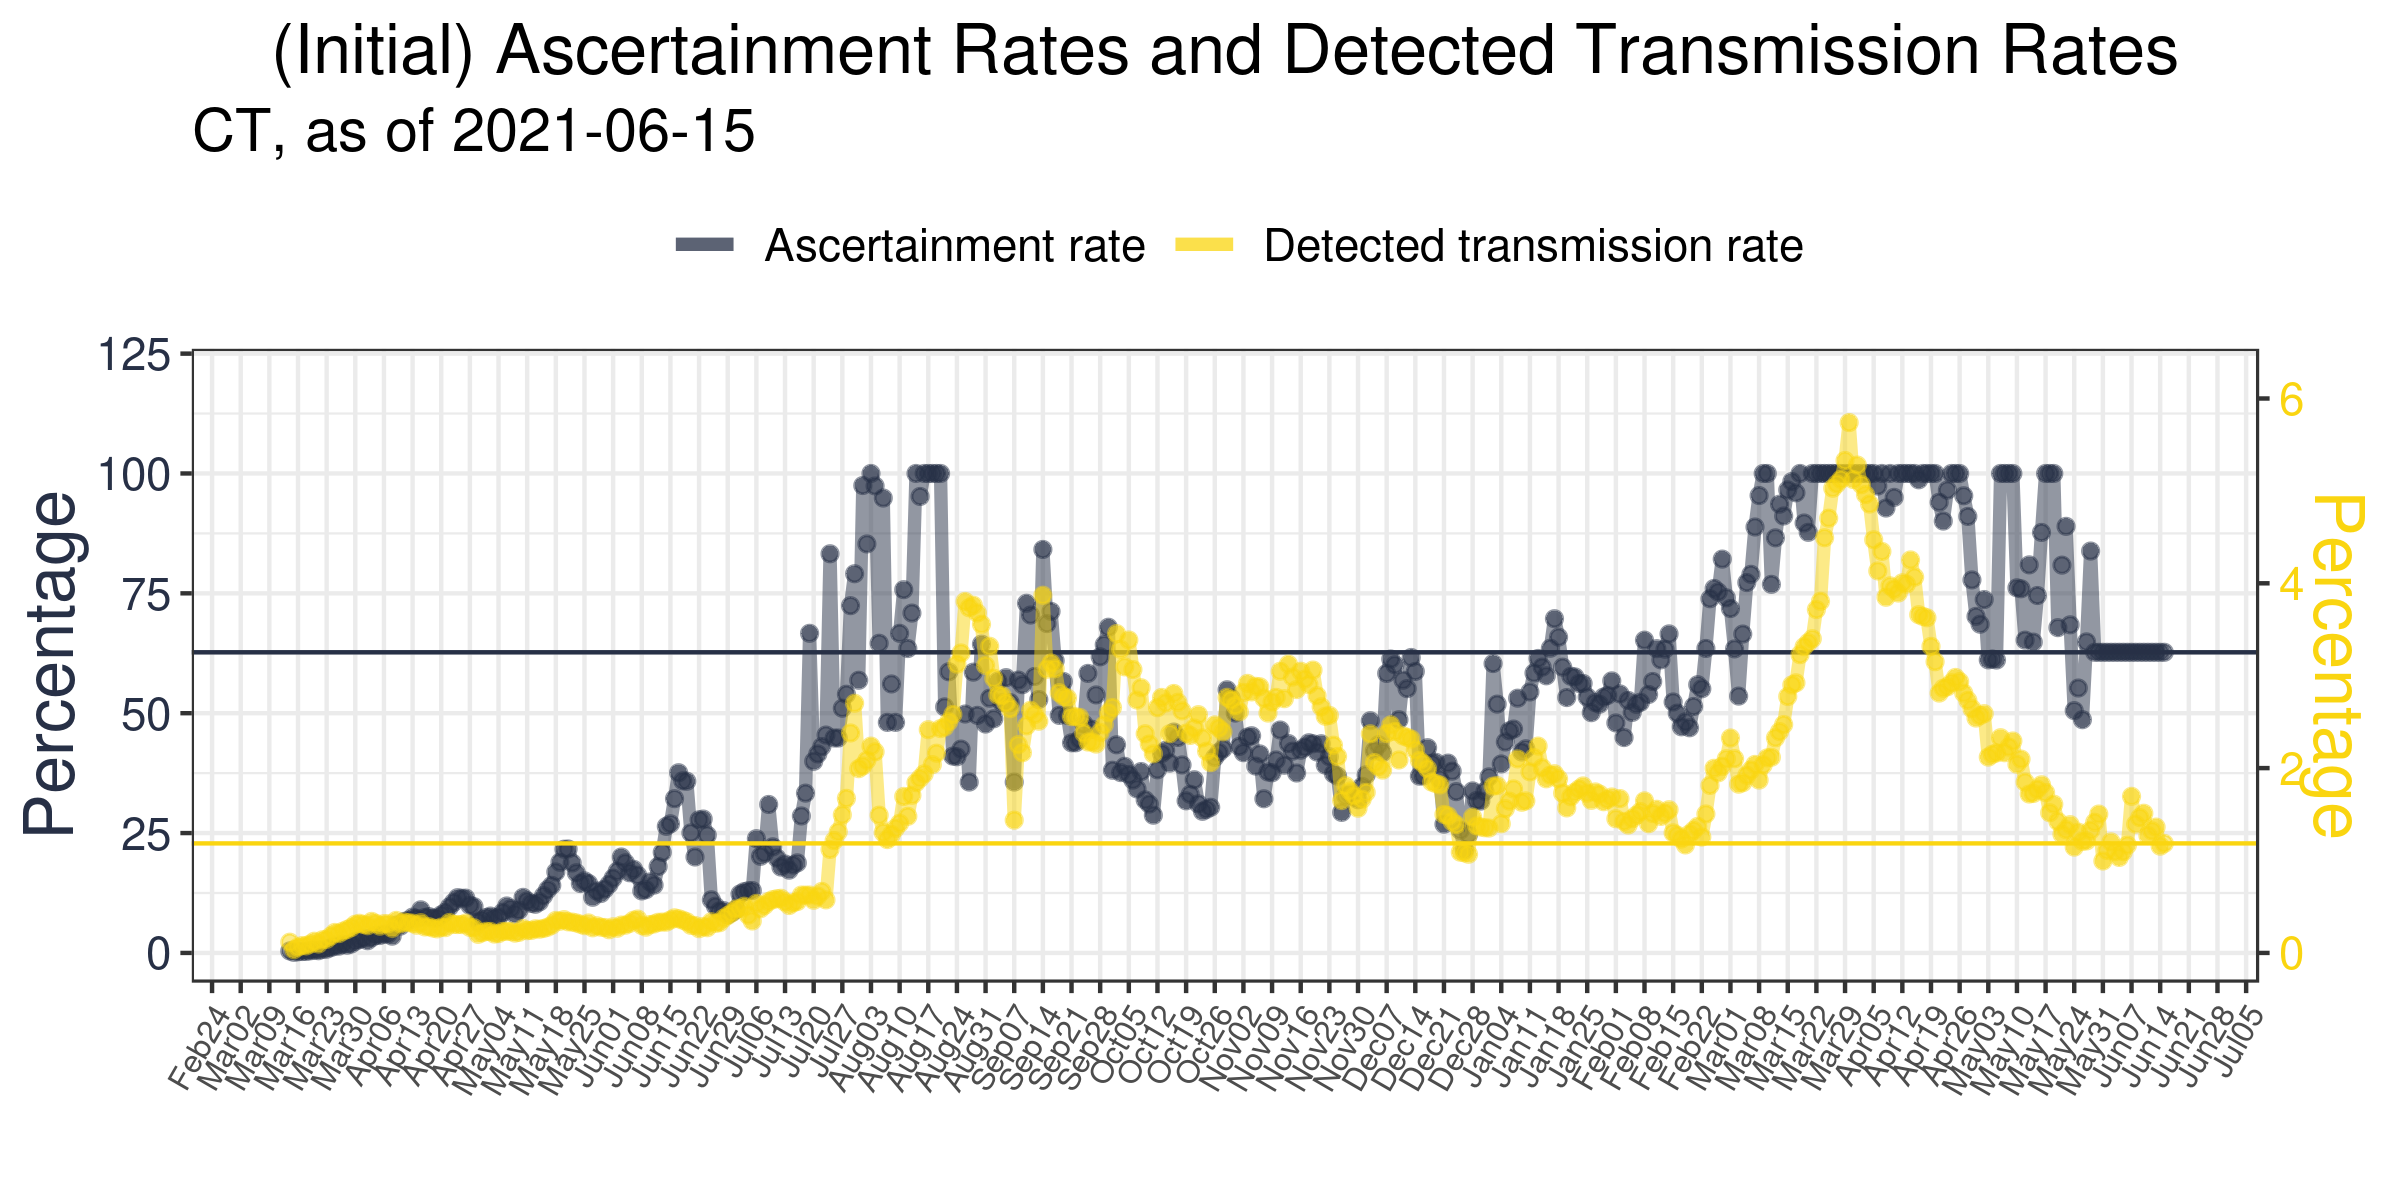 (Initial) Ascertainment Rates and Detected Transmission Rates
CT, as of 2021-06-15
Ascertainment rate
Detected transmission rate
Percentage
125
100
75
50
25
0
6
4
2
0
Percentage
Feb24
Mar02
Mar09
Mar16
Mar23
Mar30
Apr06
Apr13
Apr20
Apr27
May04
May11
May18
May25
Jun01
Jun08
Jun15
Jun22
Jun29
Jul06
Jul13
Jul20
Jul27
Aug03
Aug10
Aug17
Aug24
Aug31
Sep07
Sep14
Sep21
Sep28
Oct05
Oct12
Oct19
Oct26
Nov02
Nov09
Nov16
Nov23
Nov30
Dec07
Dec14
Dec21
Dec28
Jan04
Jan11
Jan18
Jan25
Feb01
Feb08
Feb15
Feb22
Mar01
Mar08
Mar15
Mar22
Mar29
Apr05
Apr12
Apr19
Apr26
May03
May10
May17
May24
May31
Jun07
Jun14
Jun21
Jun28
Jul05